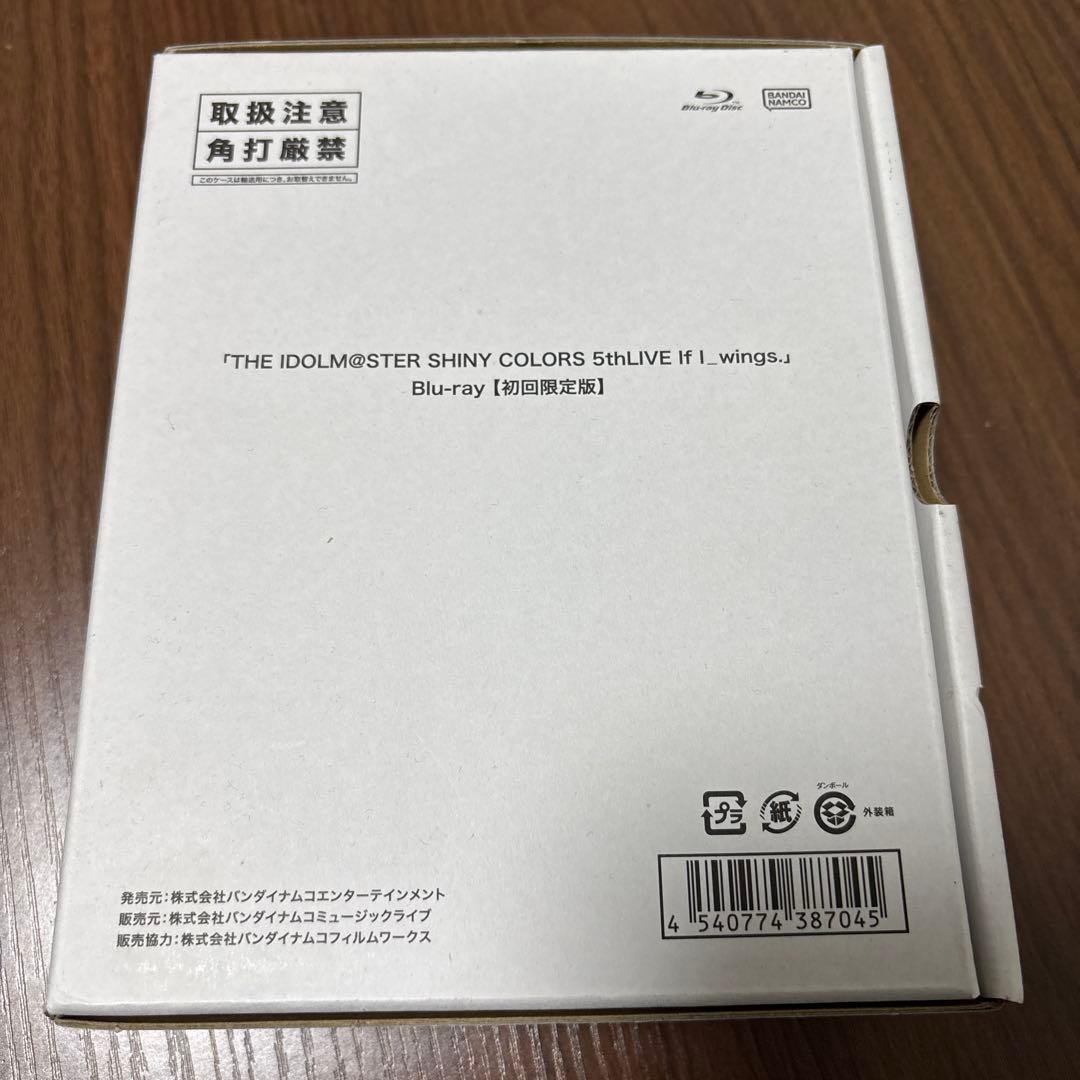 取扱注意
角打厳禁
このケースは輸送用につき、お取替えできません。
Blu-ray Disc™
BANDAI
NAMCO
「THE IDOLM@STER SHINY COLORS 5thLIVE If I_wings.」
Blu-ray【初回限定版】
プラ
紙
ダンボール
外装箱
発売元：株式会社バンダイナムコエンターテインメント
販売元：株式会社バンダイナムコミュージックライブ
販売協力：株式会社バンダイナムコフィルムワークス
4 540774 387045